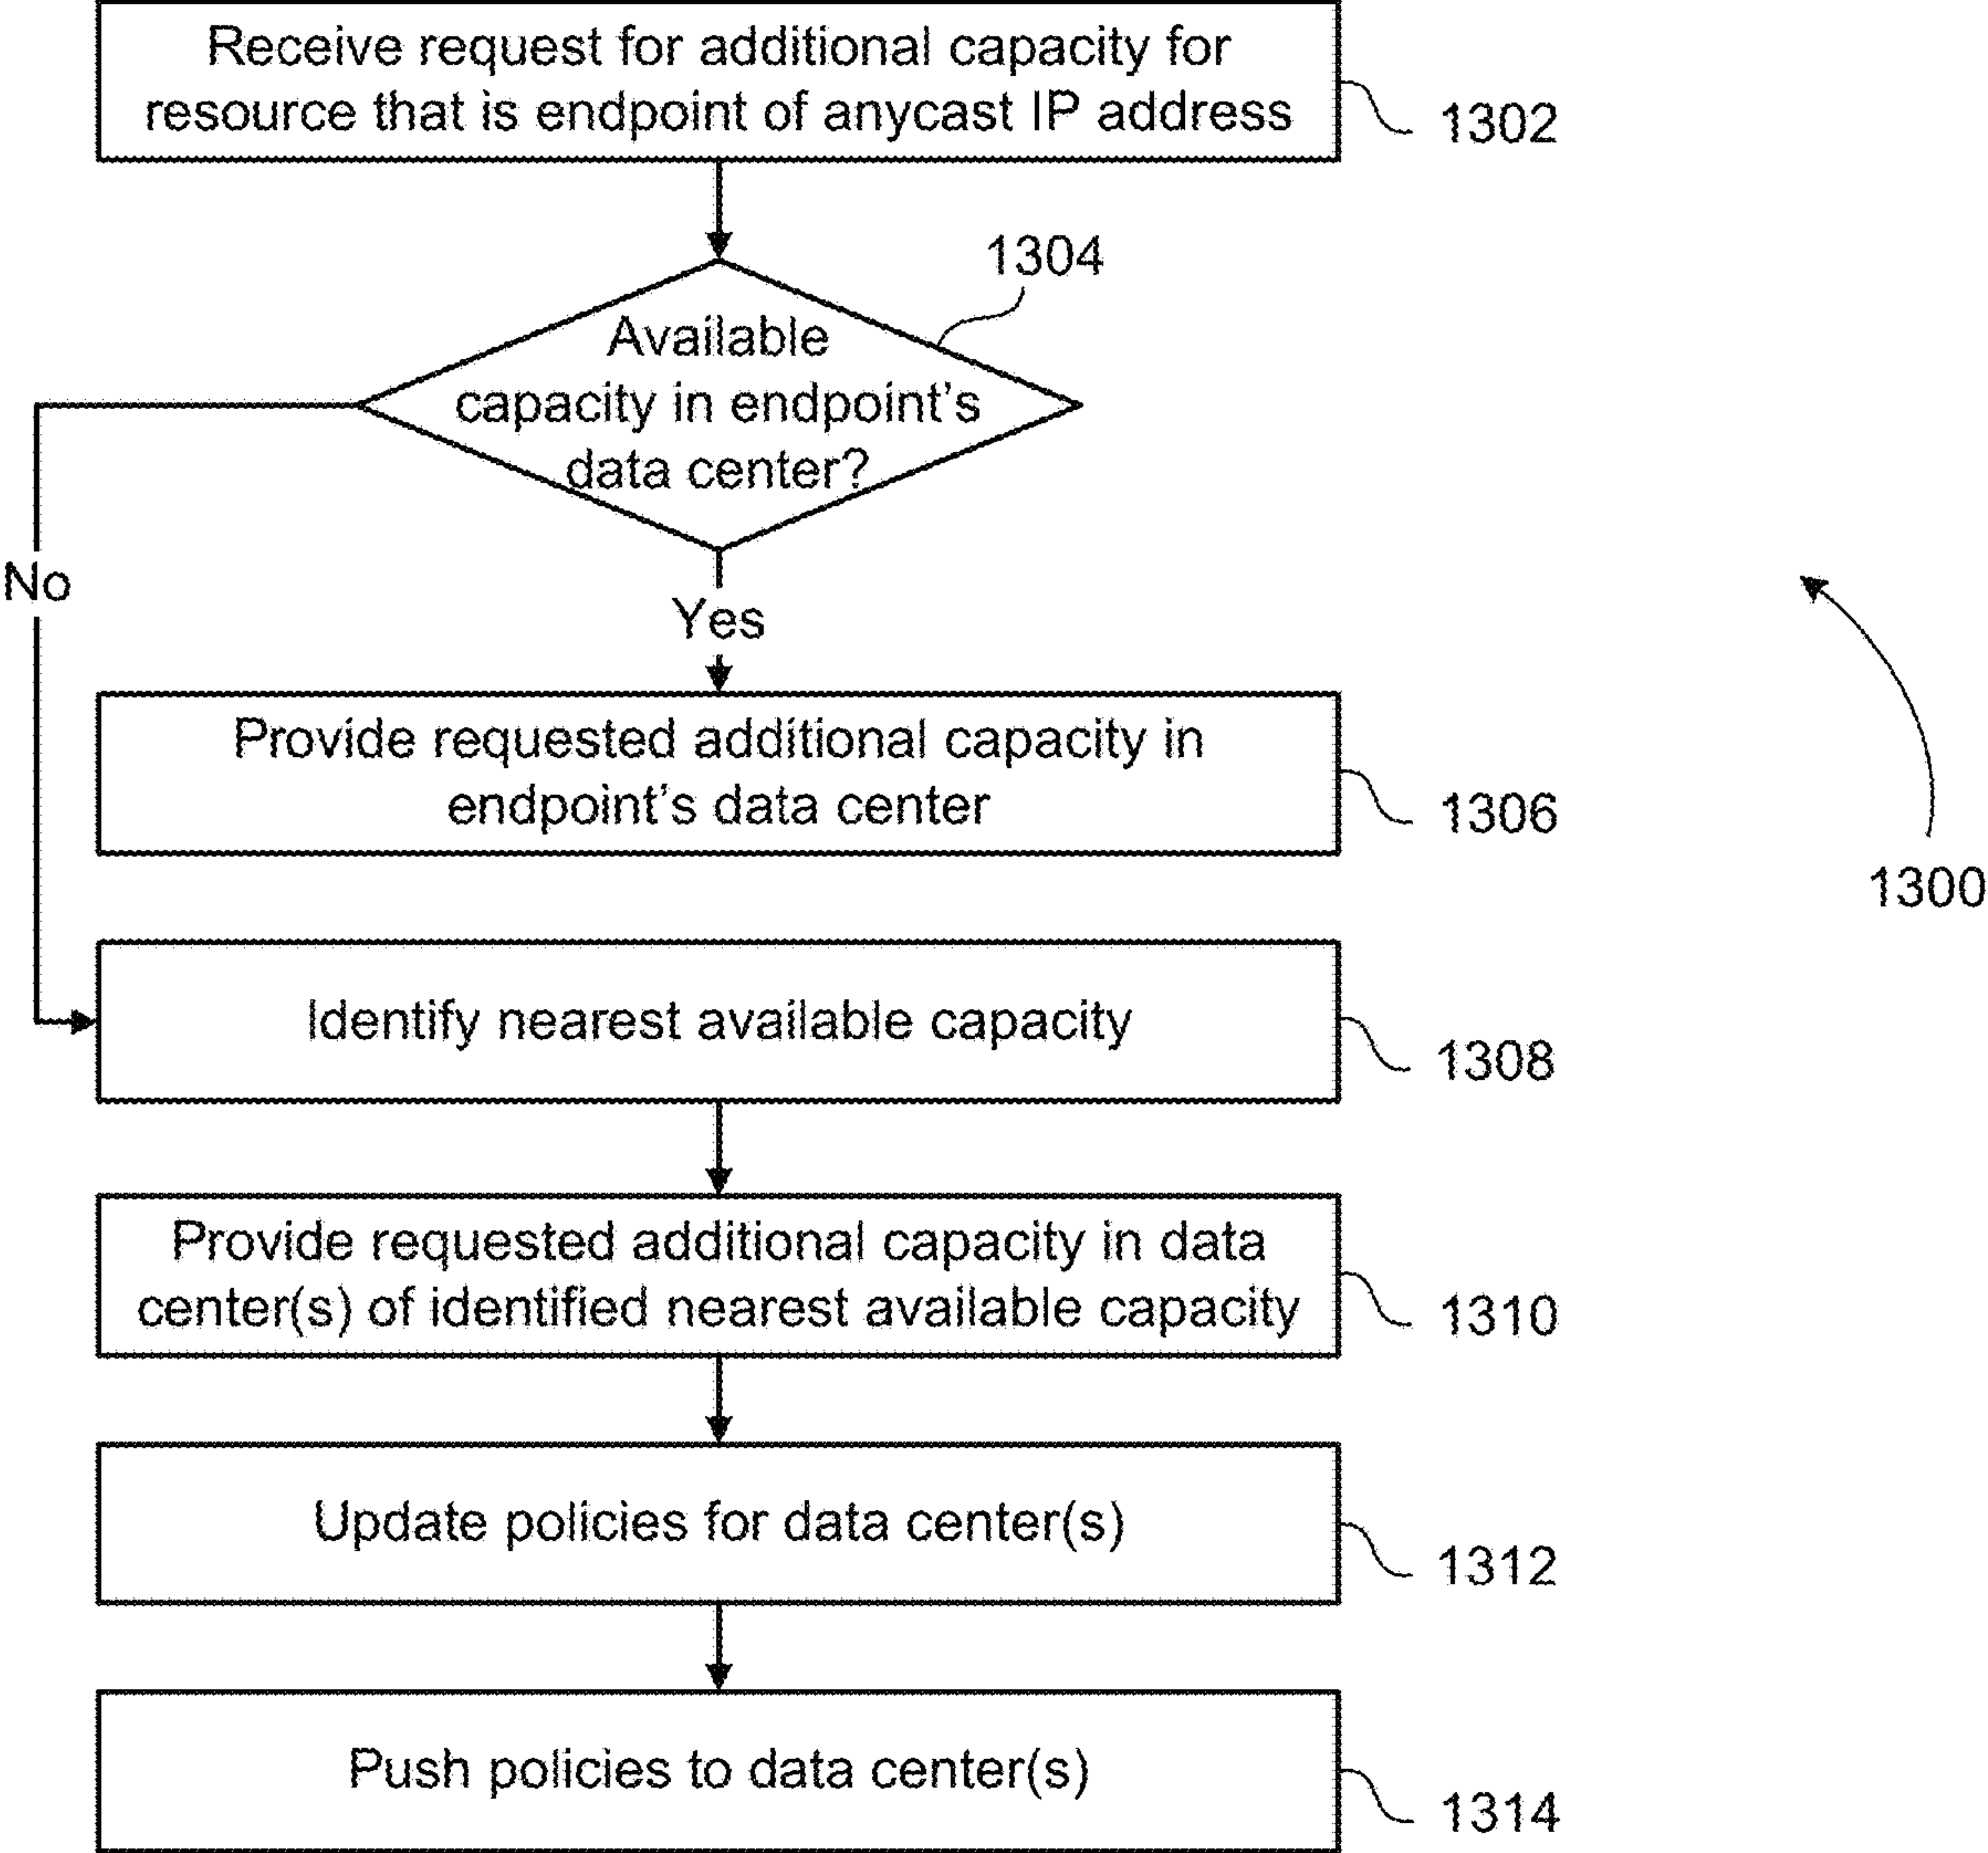 Receive request for additional capacity for
resource that is endpoint of anycast IP address
1302
1304
Available
capacity in endpoint's
data center?
No
Yes
Provide requested additional capacity in
endpoint's data center
1306
1300
Identify nearest available capacity
1308
Provide requested additional capacity in data
center(s) of identified nearest available capacity
1310
Update policies for data center(s)
1312
Push policies to data center(s)
1314